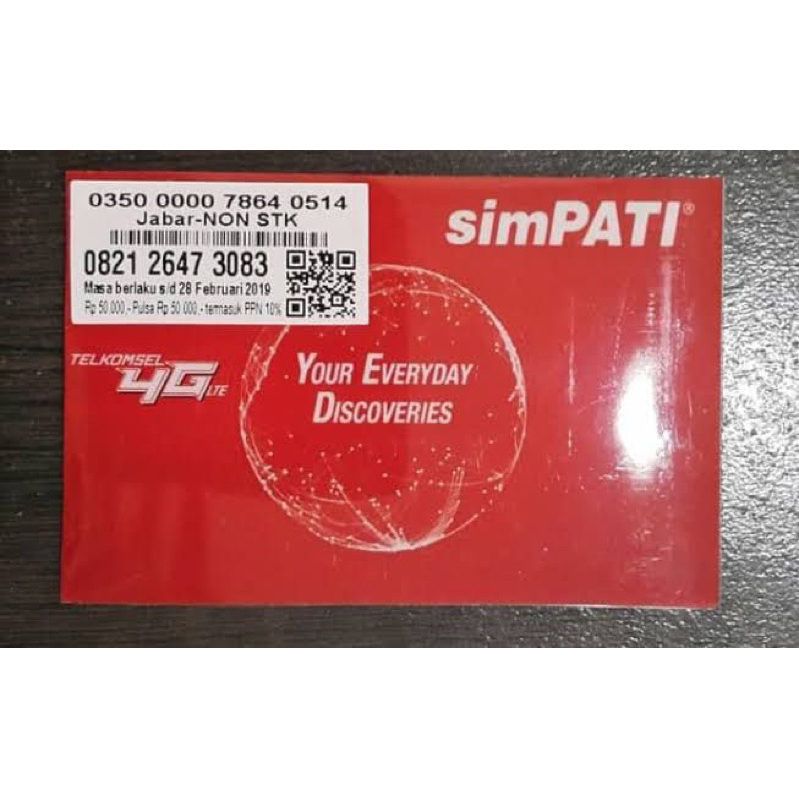 0350 0000 7864 0514
Jabar-NON STK
0821 2647 3083
Masa berlaku s/d 28 Februari 2019
Rp 50.000,- Pulsa Rp 50.000,- termasuk PPN 10%
simPATI®
TELKOMSEL
4G LTE
YOUR EVERYDAY
DISCOVERIES